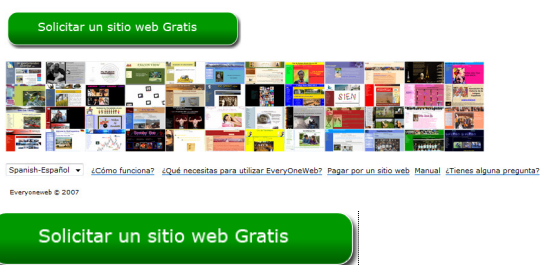 Solicitar un sitio web Gratis
SIEN
Spanish-Español ¿Cómo funciona? ¿Qué necesitas para utilizar EveryOneWeb? Pagar por un sitio web Manual ¿Tienes alguna pregunta?
Everyoneweb © 2007
Solicitar un sitio web Gratis